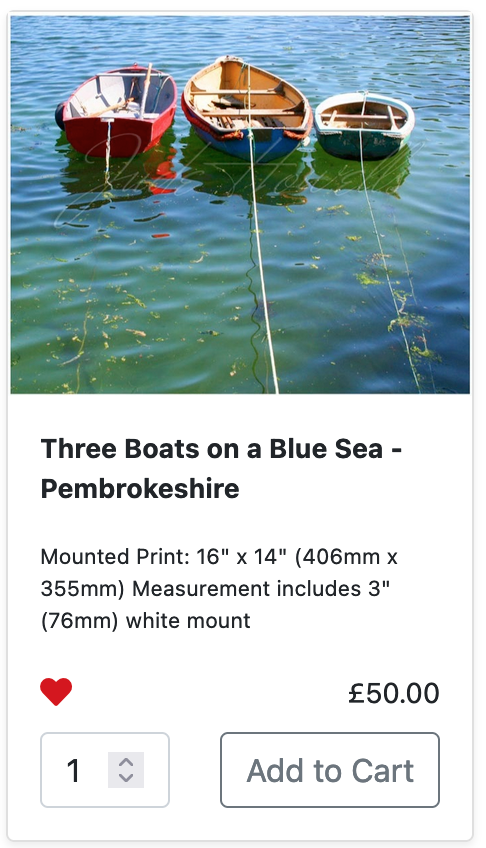 Three Boats on a Blue Sea -
Pembrokeshire
Mounted Print: 16" x 14" (406mm x
355mm) Measurement includes 3"
(76mm) white mount
£50.00
1
Add to Cart